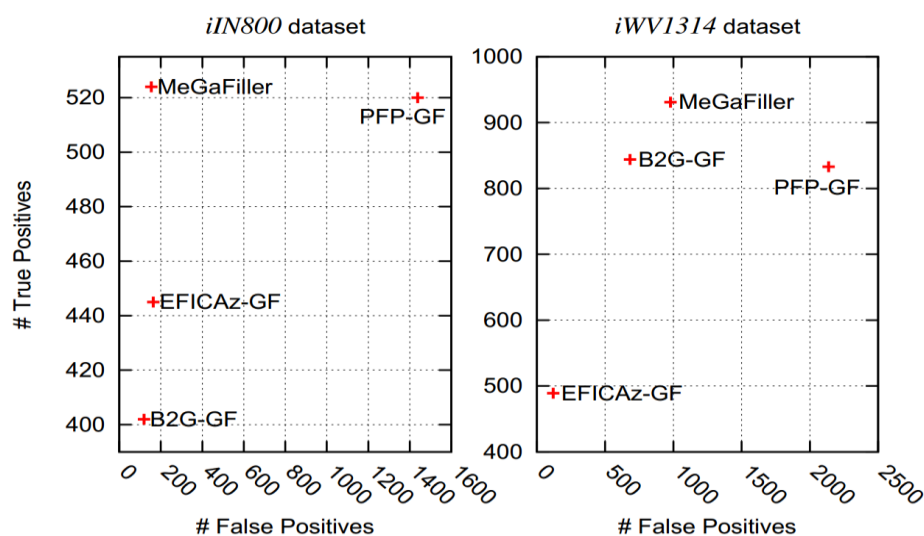 iIN800 dataset
# True Positives
520
500
480
460
440
420
400
MeGaFiller
PFP-GF
EFICAz-GF
B2G-GF
0
200
400
600
800
1000
1200
1400
1600
# False Positives
iWV1314 dataset
1000
900
800
700
600
500
400
MeGaFiller
B2G-GF
PFP-GF
EFICAz-GF
0
500
1000
1500
2000
2500
# False Positives